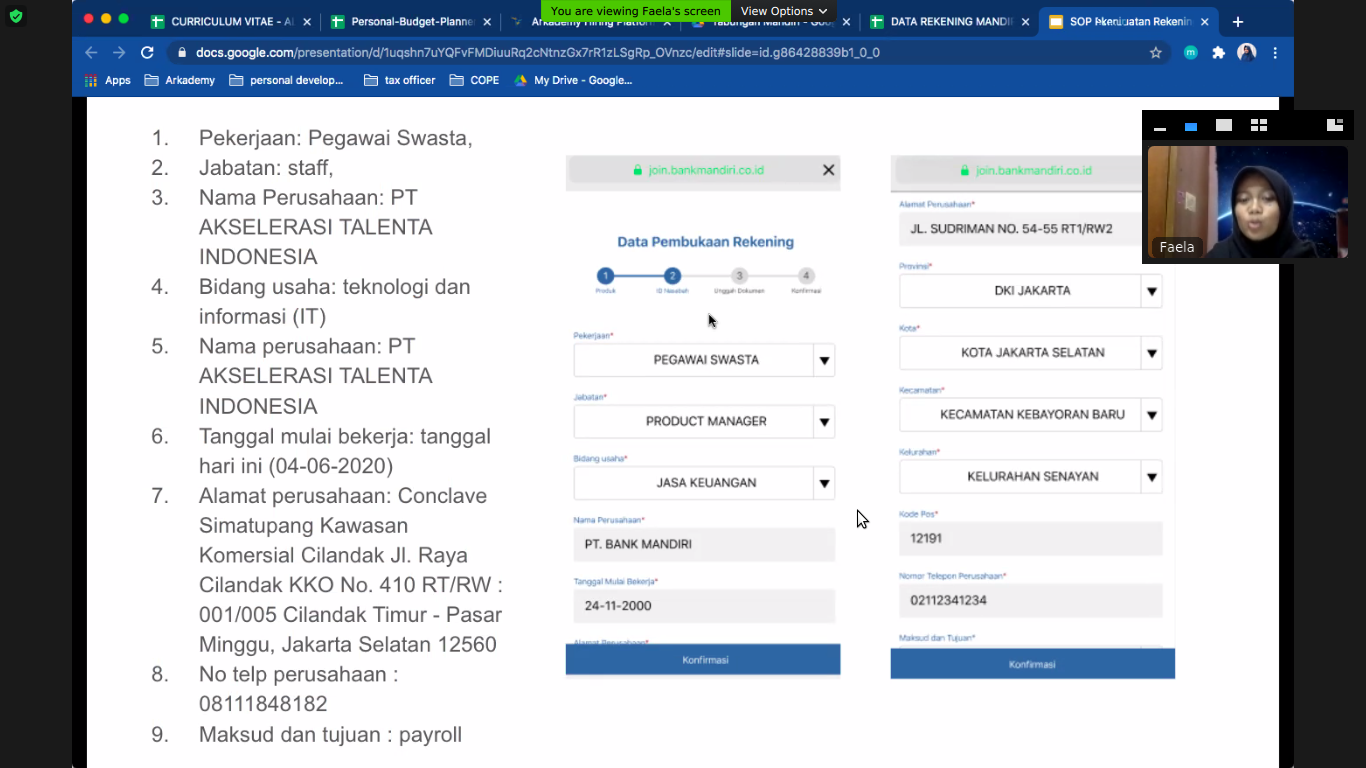 You are viewing Faela's screen
View Options
CURRICULUM VITAE - A
Personal-Budget-Planne
Arkademy Hiring Platfor
Tabungan Mandiri - Goo
DATA REKENING MANDI
SOP
Rekenin
docs.google.com/presentation/d/1uqshn7uYQFvFMDiuuRq2cNtnzGx7rR1zLSgRp_OVnzc/edit#slide=id.g86428839b1_0_0
Apps
Arkademy
personal develop...
tax officer
COPE
My Drive - Google...
1. Pekerjaan: Pegawai Swasta,
2. Jabatan: staff,
3. Nama Perusahaan: PT
AKSELERASI TALENTA
INDONESIA
4. Bidang usaha: teknologi dan
informasi (IT)
5. Nama perusahaan: PT
AKSELERASI TALENTA
INDONESIA
6. Tanggal mulai bekerja: tanggal
hari ini (04-06-2020)
7. Alamat perusahaan: Conclave
Simatupang Kawasan
Komersial Cilandak Jl. Raya
Cilandak KKO No. 410 RT/RW :
001/005 Cilandak Timur - Pasar
Minggu, Jakarta Selatan 12560
8. No telp perusahaan :
08111848182
9. Maksud dan tujuan : payroll
join.bankmandiri.co.id
Data Pembukaan Rekening
1 2 3 4
Produk
ID Nasabah
Unggah Dokumen
Konfirmasi
Pekerjaan*
PEGAWAI SWASTA
Jabatan*
PRODUCT MANAGER
Bidang usaha*
JASA KEUANGAN
Nama Perusahaan*
PT. BANK MANDIRI
Tanggal Mulai Bekerja*
24-11-2000
Alamat Perusahaan*
Konfirmasi
join.bankmandiri.co.id
Alamat Perusahaan*
JL. SUDRIMAN NO. 54-55 RT1/RW2
Provinsi*
DKI JAKARTA
Kota*
KOTA JAKARTA SELATAN
Kecamatan*
KECAMATAN KEBAYORAN BARU
Kelurahan*
KELURAHAN SENAYAN
Kode Pos*
12191
Nomor Telepon Perusahaan*
02112341234
Maksud dan Tujuan*
Konfirmasi
Faela